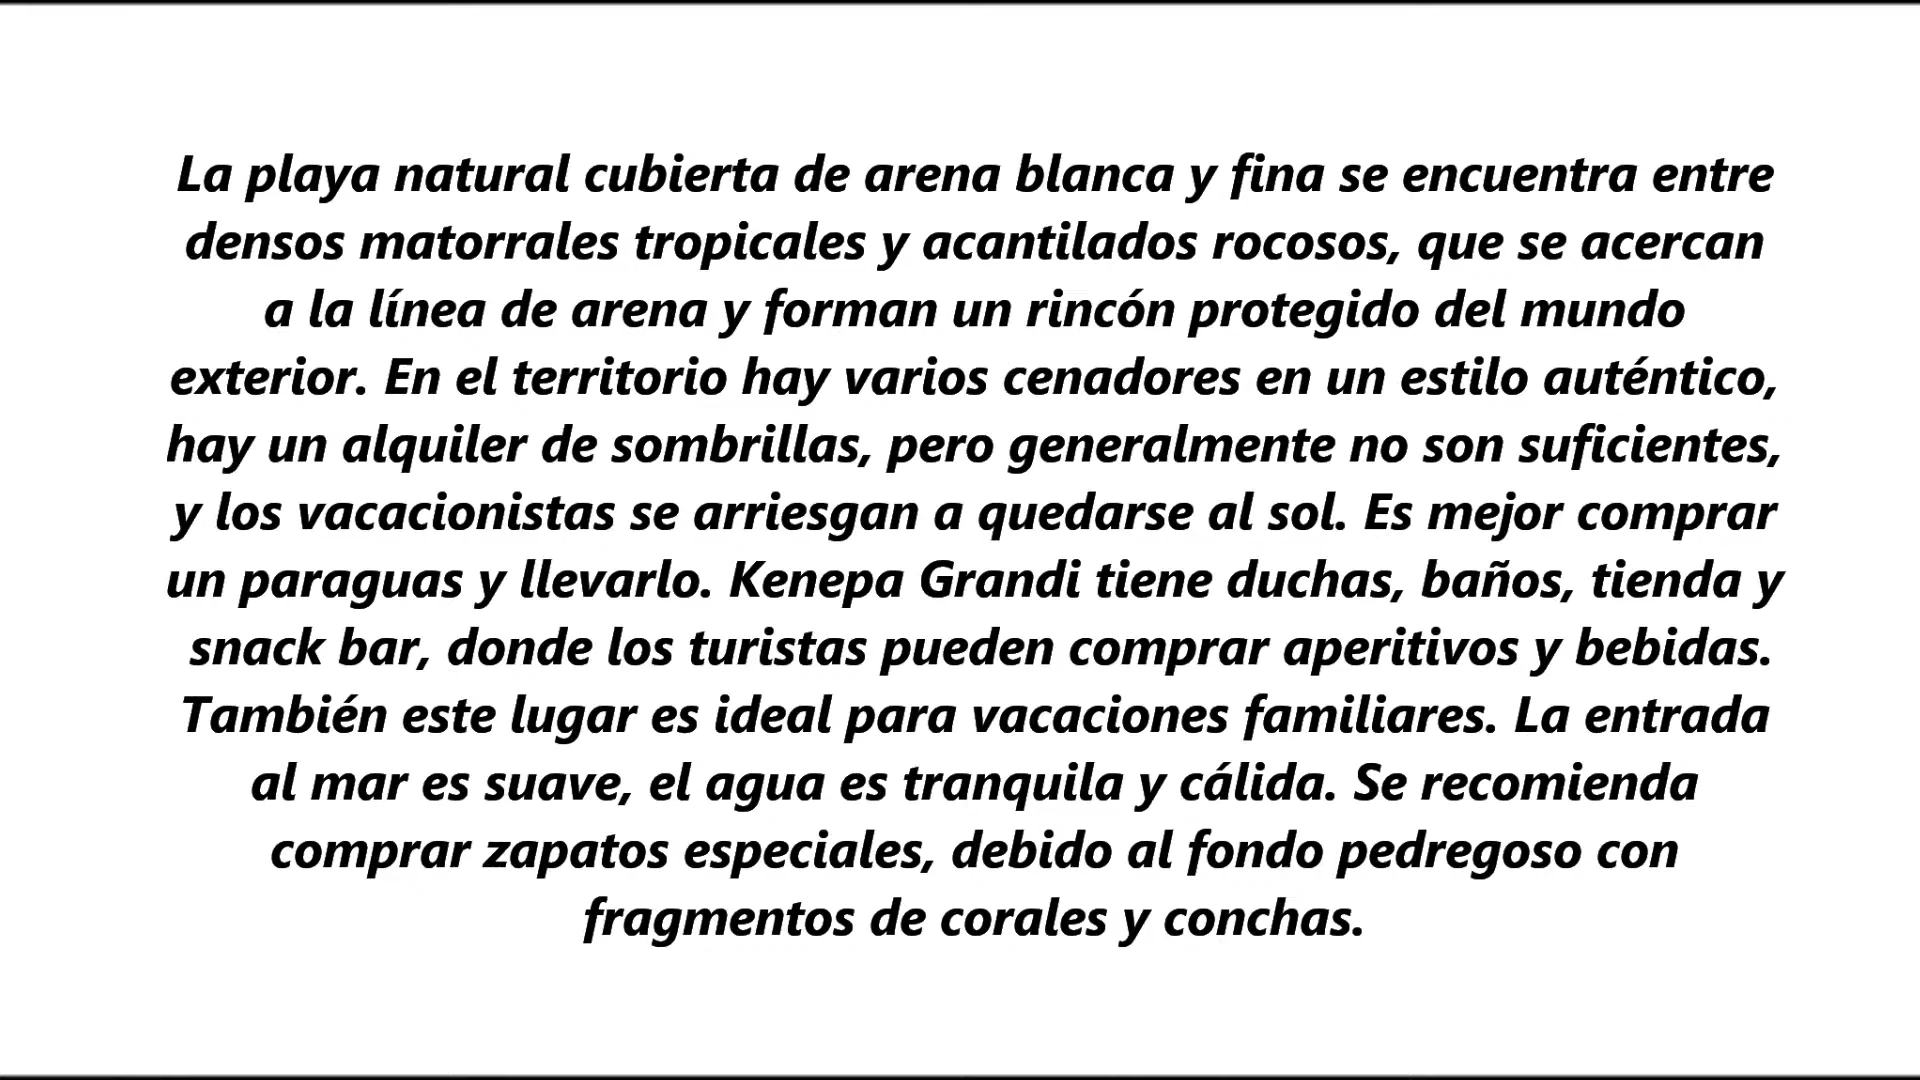 La playa natural cubierta de arena blanca y fina se encuentra entre
densos matorrales tropicales y acantilados rocosos, que se acercan
a la línea de arena y forman un rincón protegido del mundo
exterior. En el territorio hay varios cenadores en un estilo auténtico,
hay un alquiler de sombrillas, pero generalmente no son suficientes,
y los vacacionistas se arriesgan a quedarse al sol. Es mejor comprar
un paraguas y llevarlo. Kenepa Grandi tiene duchas, baños, tienda y
snack bar, donde los turistas pueden comprar aperitivos y bebidas.
También este lugar es ideal para vacaciones familiares. La entrada
al mar es suave, el agua es tranquila y cálida. Se recomienda
comprar zapatos especiales, debido al fondo pedregoso con
fragmentos de corales y conchas.